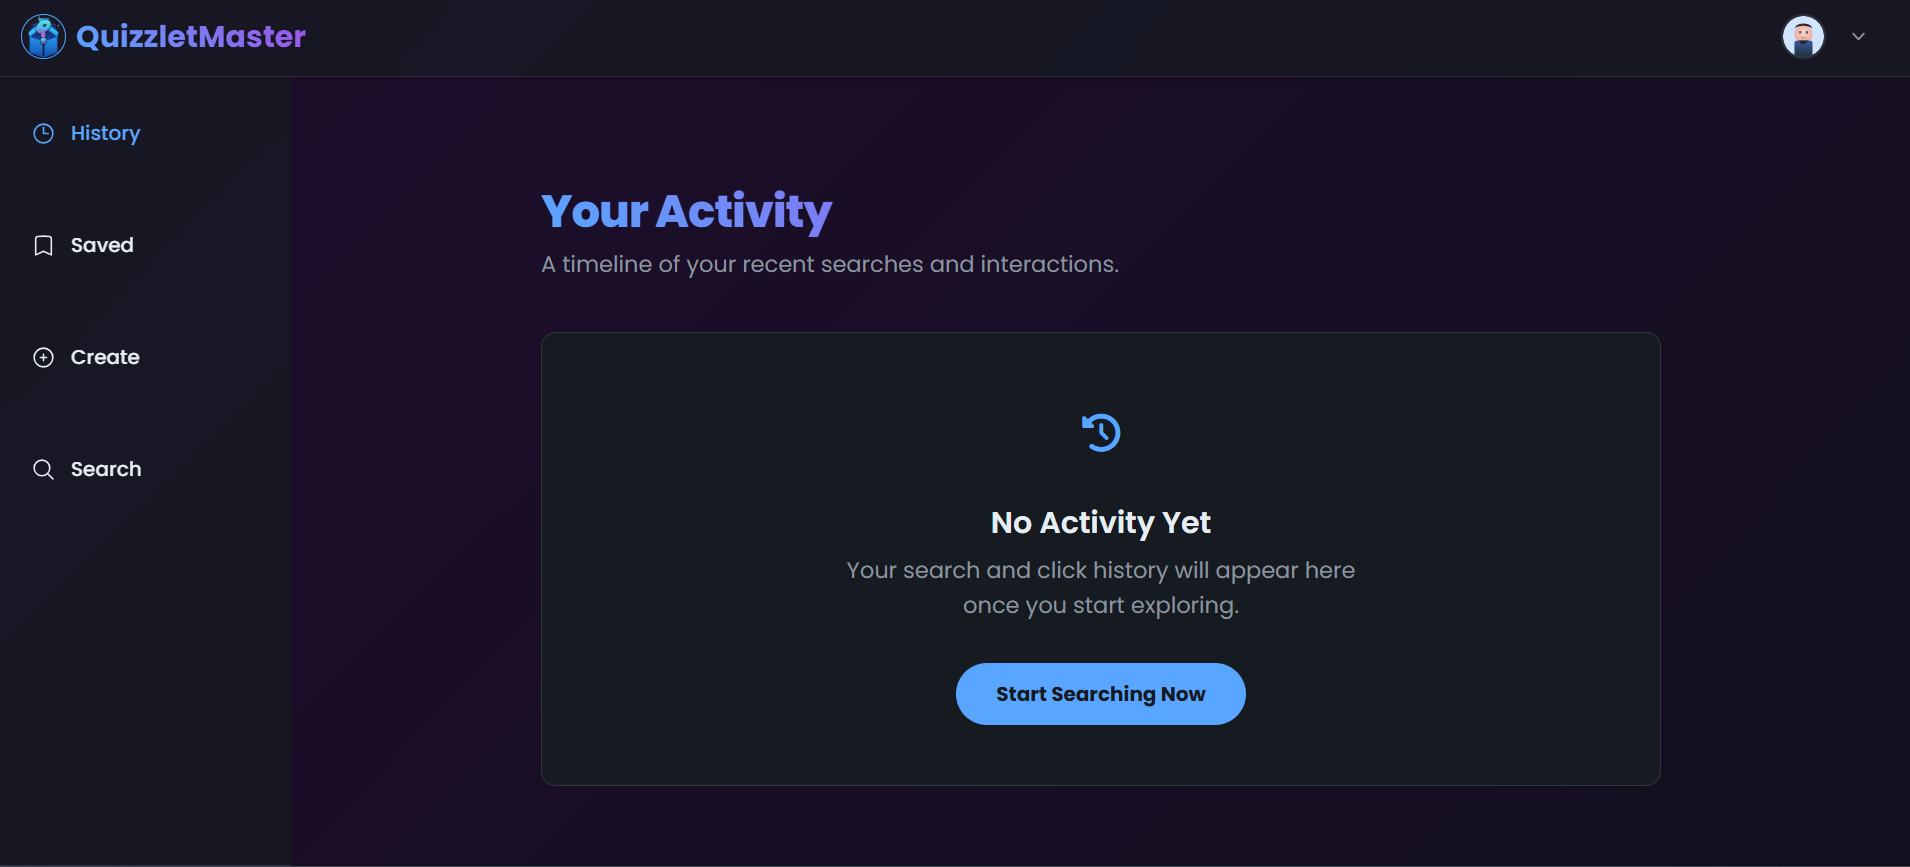 QuizzletMaster
History
Saved
Create
Search
Your Activity
A timeline of your recent searches and interactions.
No Activity Yet
Your search and click history will appear here
once you start exploring.
Start Searching Now